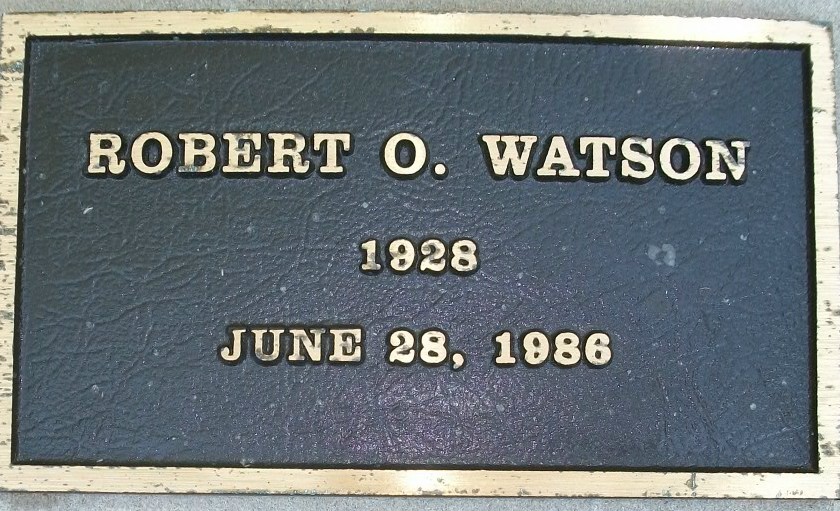 ROBERT O. WATSON
1928
JUNE 28, 1986